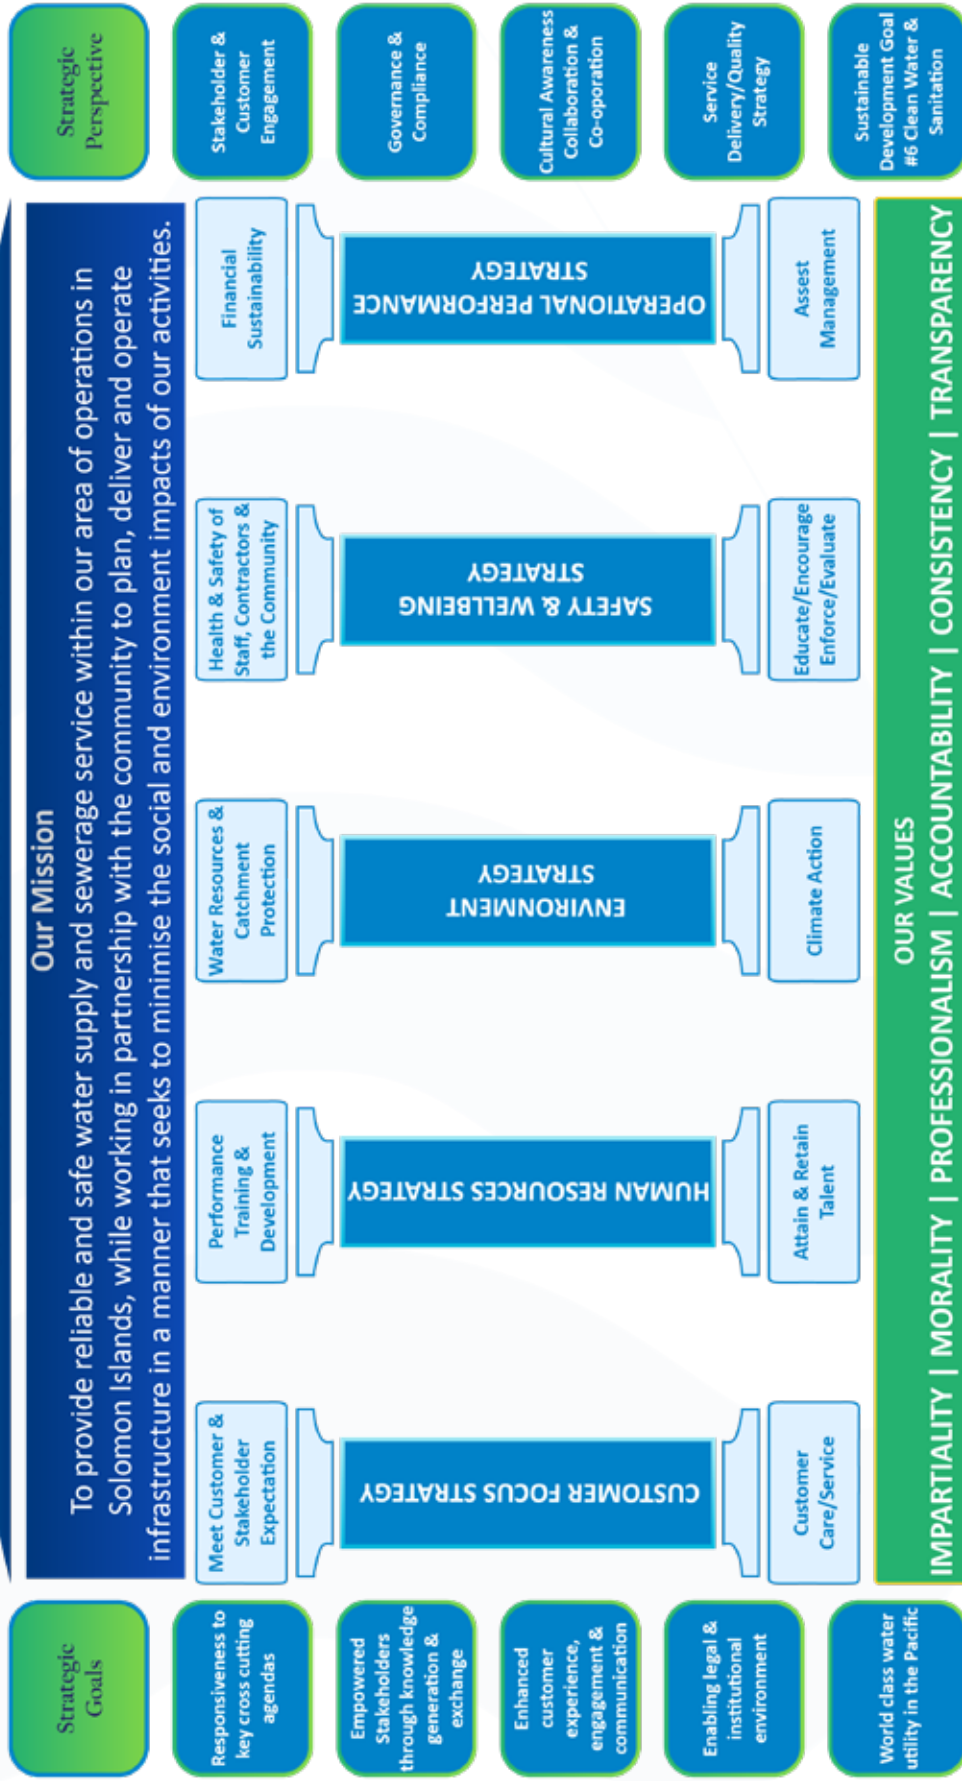 Strategic
Goals
Responsiveness to
key cross cutting
agendas
Empowered
Stakeholders
through knowledge
generation &
exchange
Enhanced
customer
experience,
engagement &
communication
Enabling legal &
institutional
environment
World class water
utility in the Pacific
Our Mission
To provide reliable and safe water supply and sewerage service within our area of operations in
Solomon Islands, while working in partnership with the community to plan, deliver and operate
infrastructure in a manner that seeks to minimise the social and environment impacts of our activities.
Meet Customer &
Stakeholder
Expectation
CUSTOMER FOCUS STRATEGY
Customer
Care/Service
Performance
Training &
Development
HUMAN RESOURCES STRATEGY
Attain & Retain
Talent
Water Resources &
Catchment
Protection
ENVIRONMENT
STRATEGY
Climate Action
Health & Safety of
Staff, Contractors &
the Community
SAFETY & WELLBEING
STRATEGY
Educate/Encourage
Enforce/Evaluate
Financial
Sustainability
OPERATIONAL PERFORMANCE
STRATEGY
Assest
Management
OUR VALUES
IMPARTIALITY | MORALITY | PROFESSIONALISM | ACCOUNTABILITY | CONSISTENCY | TRANSPARENCY
Strategic
Perspective
Stakeholder &
Customer
Engagement
Governance &
Compliance
Cultural Awareness
Collaboration &
Co-oporation
Service
Delivery/Quality
Strategy
Sustainable
Development Goal
#6 Clean Water &
Sanitation